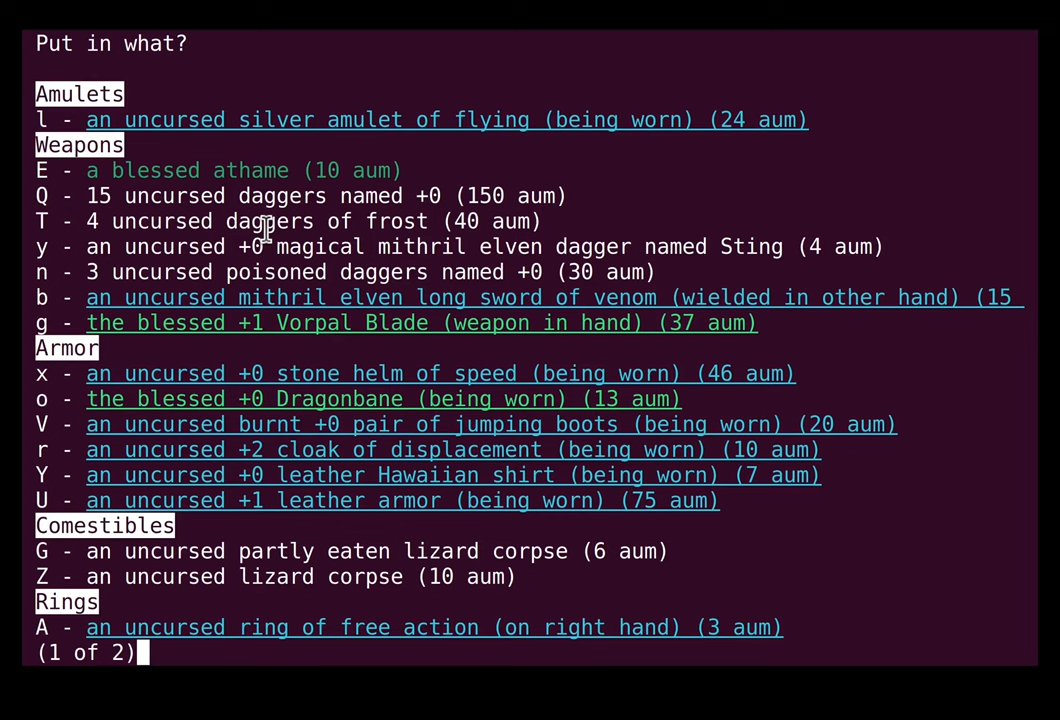 Put in what?
Amulets
l - an uncursed silver amulet of flying (being worn) (24 aum)
Weapons
E - a blessed athame (10 aum)
Q - 15 uncursed daggers named +0 (150 aum)
T - 4 uncursed daggers of frost (40 aum)
y - an uncursed +0 magical mithril elven dagger named Sting (4 aum)
n - 3 uncursed poisoned daggers named +0 (30 aum)
b - an uncursed mithril elven long sword of venom (wielded in other hand) (15
g - the blessed +1 Vorpal Blade (weapon in hand) (37 aum)
Armor
x - an uncursed +0 stone helm of speed (being worn) (46 aum)
o - the blessed +0 Dragonbane (being worn) (13 aum)
V - an uncursed burnt +0 pair of jumping boots (being worn) (20 aum)
r - an uncursed +2 cloak of displacement (being worn) (10 aum)
Y - an uncursed +0 leather Hawaiian shirt (being worn) (7 aum)
U - an uncursed +1 leather armor (being worn) (75 aum)
Comestibles
G - an uncursed partly eaten lizard corpse (6 aum)
Z - an uncursed lizard corpse (10 aum)
Rings
A - an uncursed ring of free action (on right hand) (3 aum)
(1 of 2)